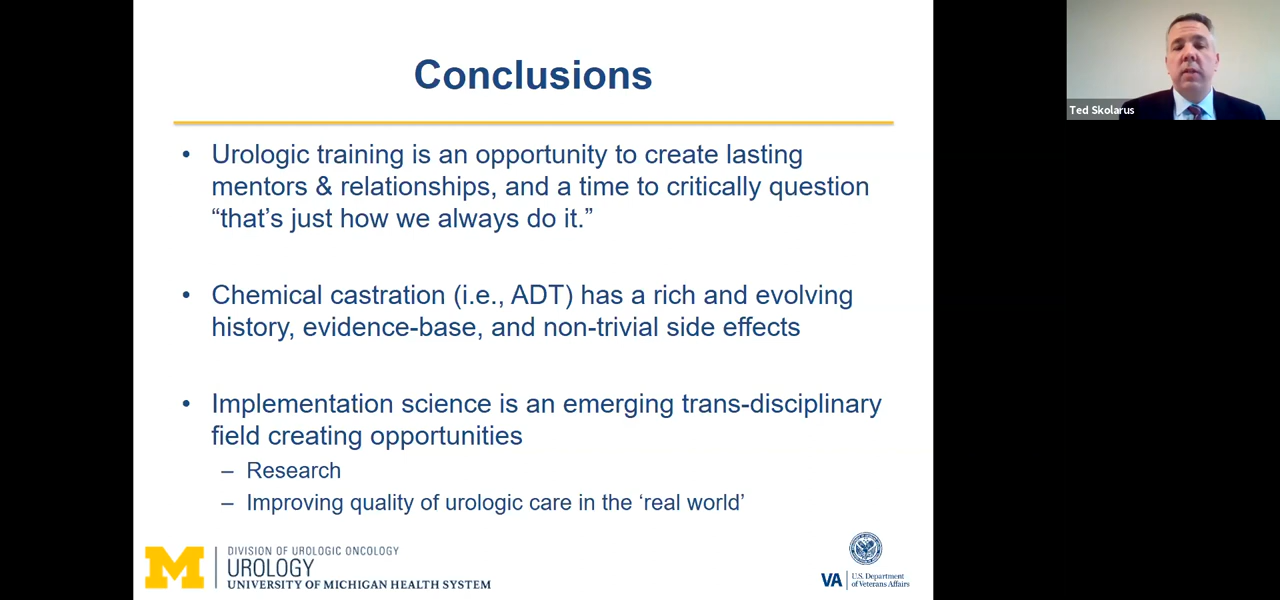 Conclusions
• Urologic training is an opportunity to create lasting
mentors & relationships, and a time to critically question
“that’s just how we always do it.”
• Chemical castration (i.e., ADT) has a rich and evolving
history, evidence-base, and non-trivial side effects
• Implementation science is an emerging trans-disciplinary
field creating opportunities
– Research
– Improving quality of urologic care in the ‘real world’
M
DIVISION OF UROLOGIC ONCOLOGY
UROLOGY
UNIVERSITY OF MICHIGAN HEALTH SYSTEM
VA
U.S. Department
of Veterans Affairs
Ted Skolarus